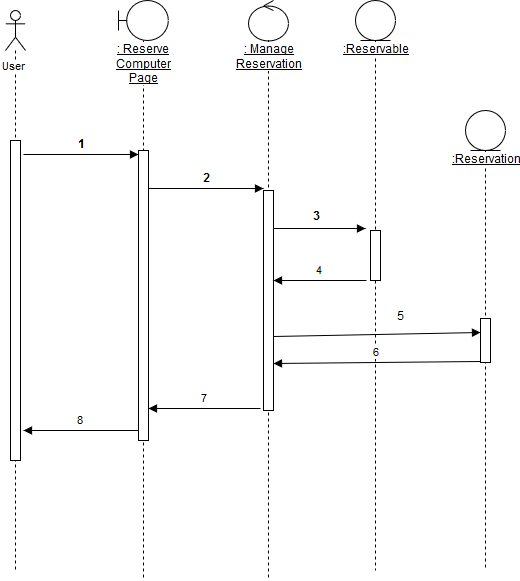 User
: Reserve
Computer
Page
: Manage
Reservation
:Reservable
:Reservation
1
2
3
4
5
6
7
8